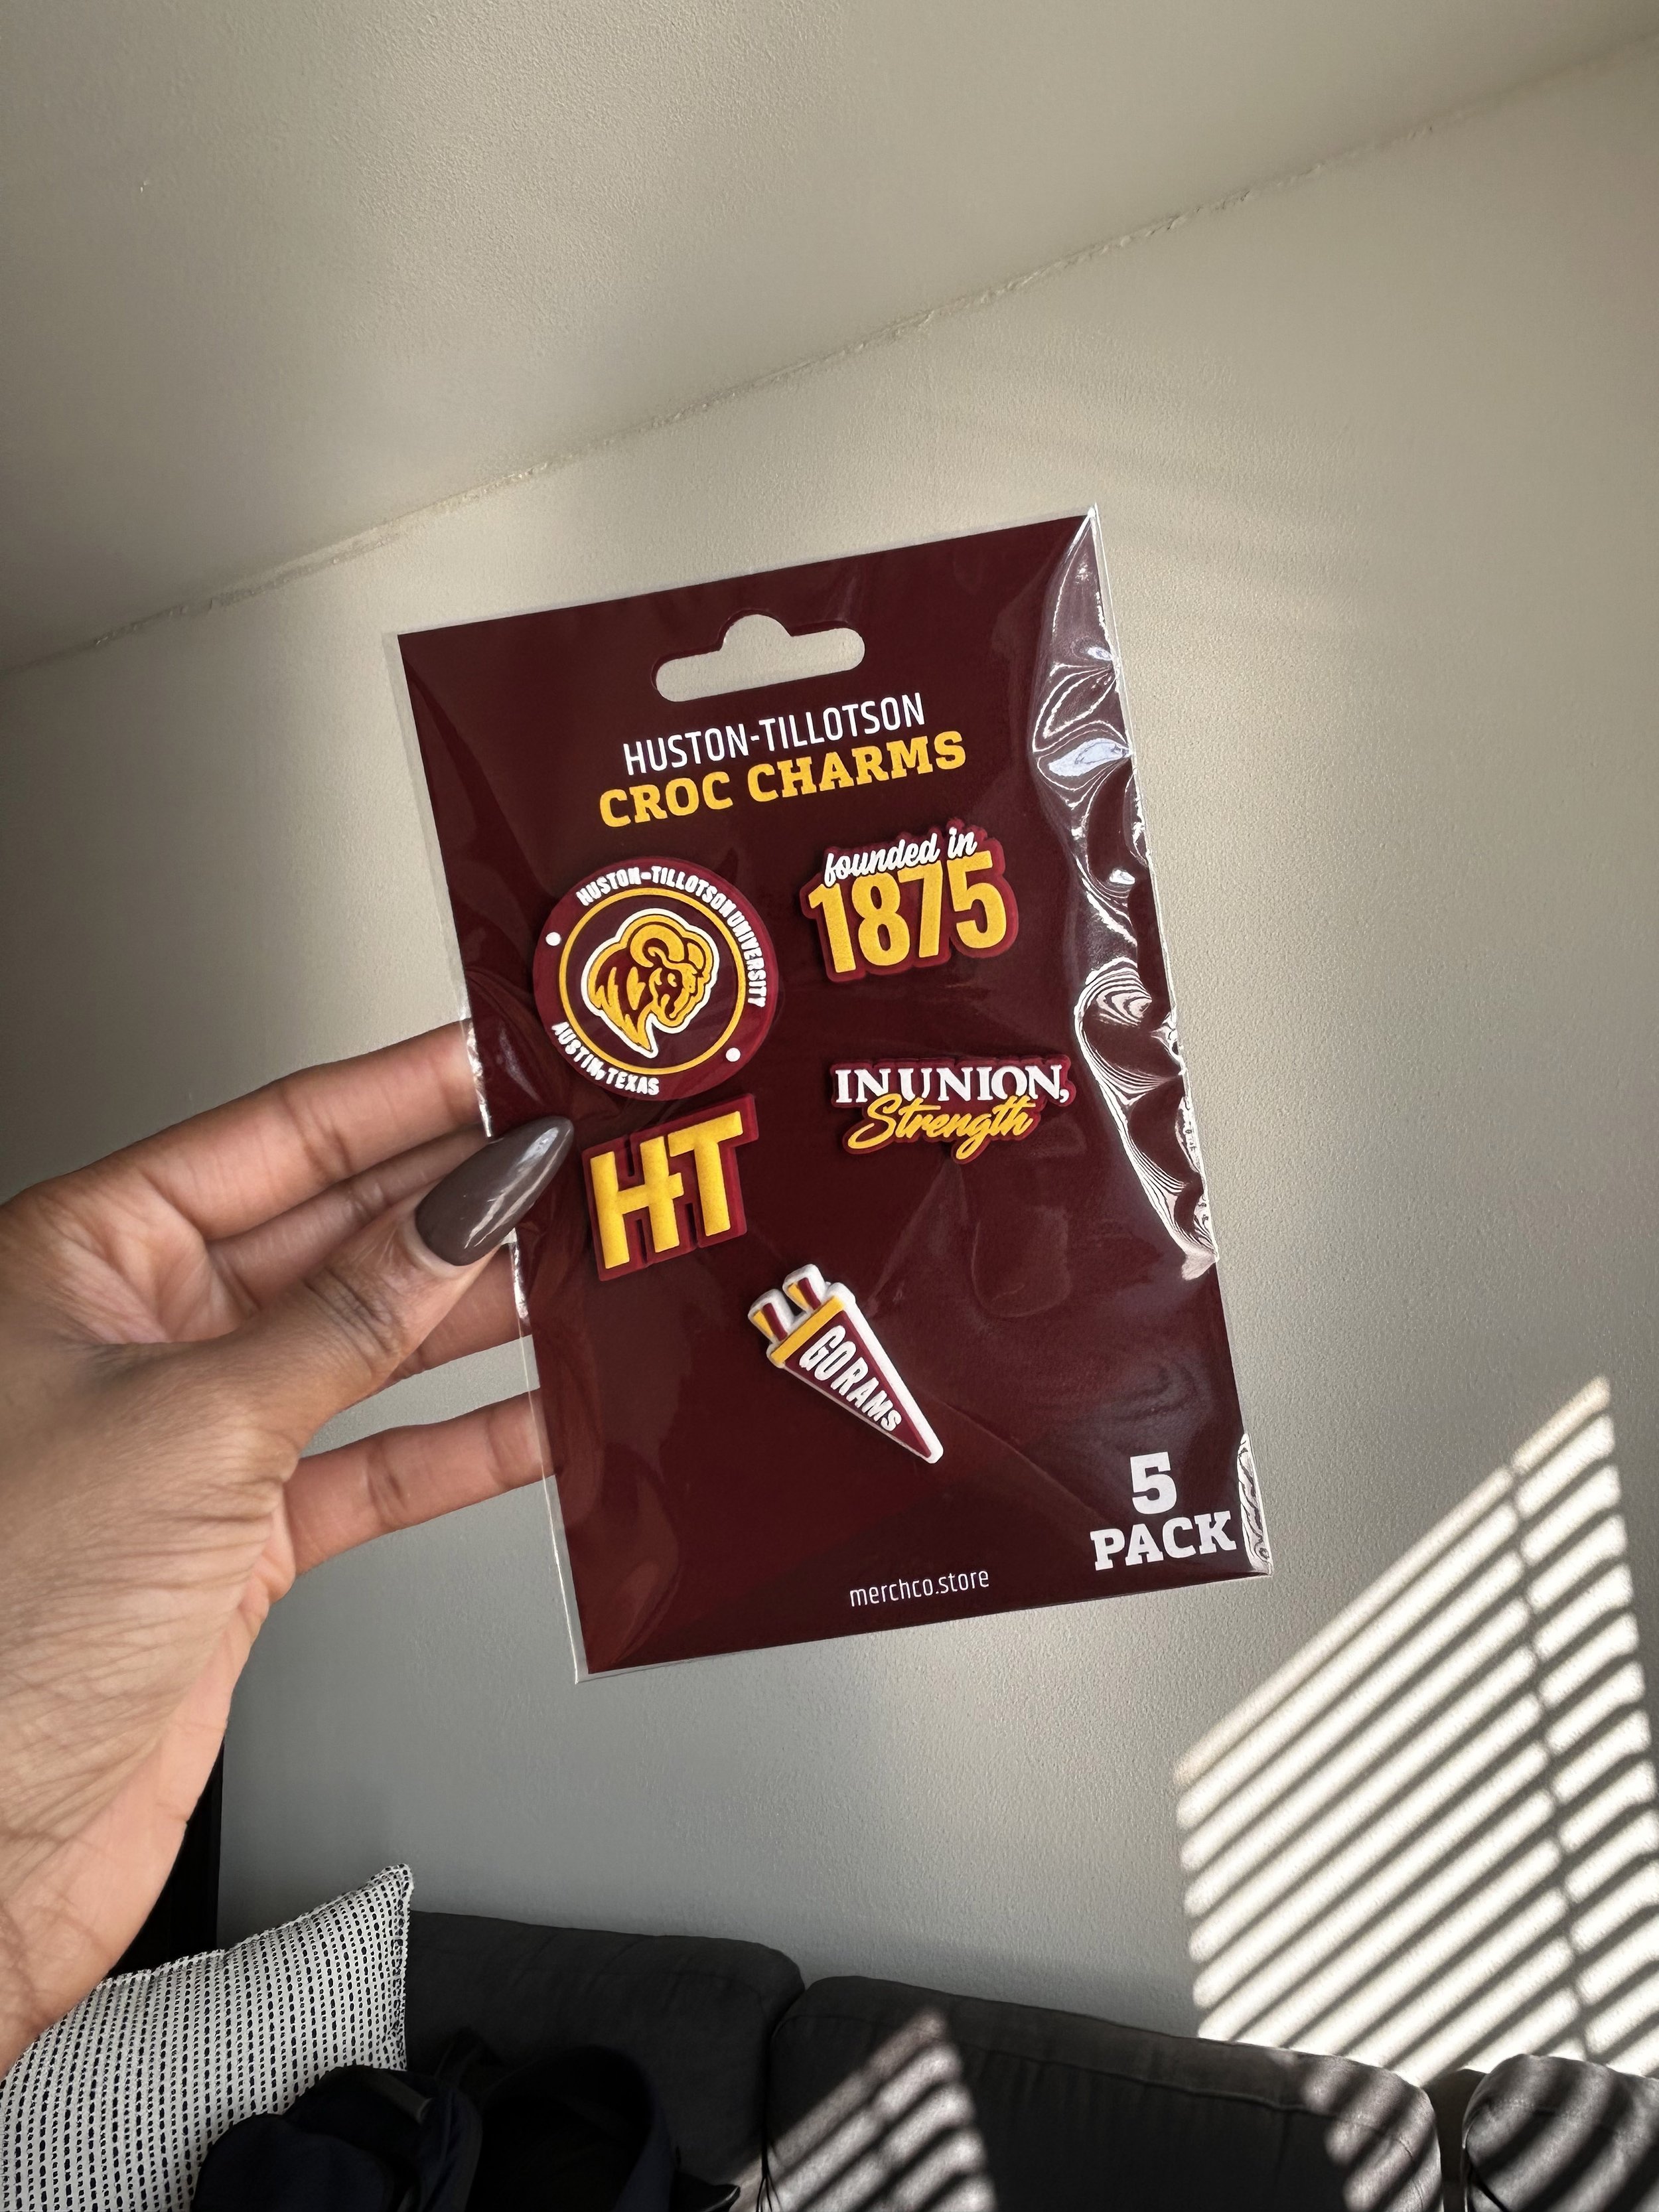 HUSTON-TILLOTSON
CROC CHARMS
HUSTON-TILLOTSON UNIVERSITY
AUSTIN, TEXAS
founded in
1875
IN UNION,
Strength
HT
GO RAMS
5
PACK
merchco.store